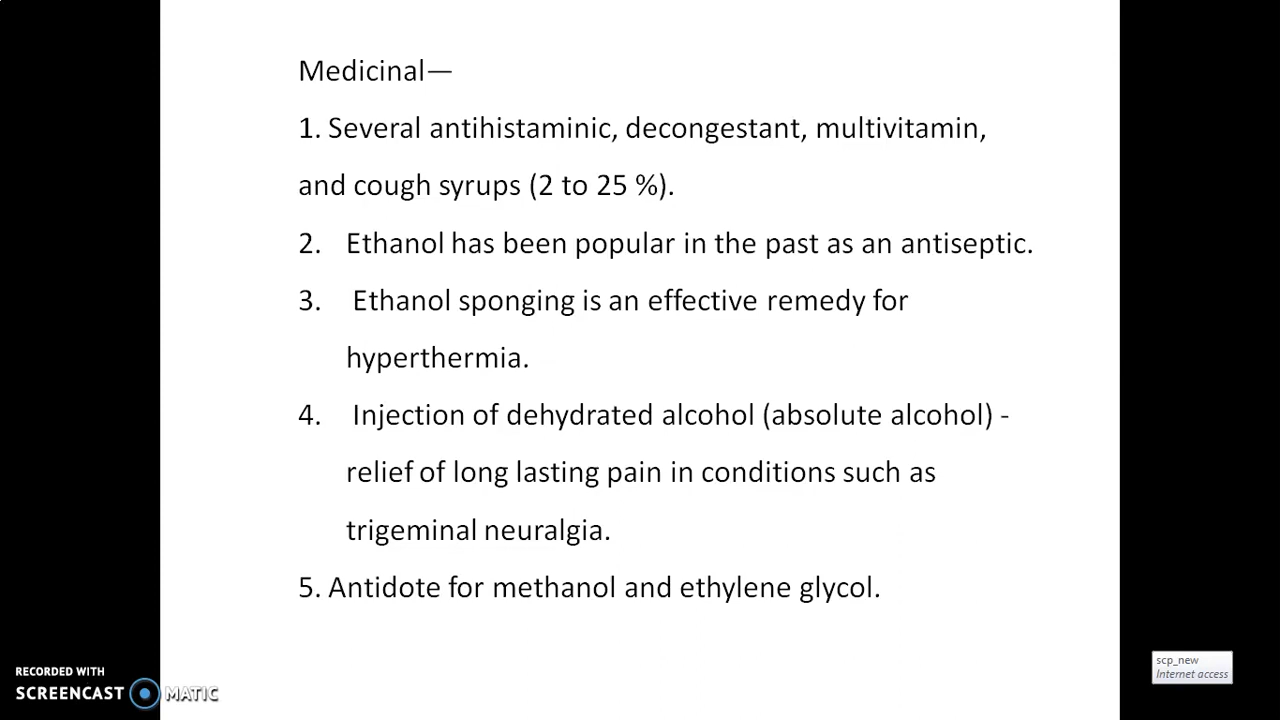 Medicinal—
1. Several antihistaminic, decongestant, multivitamin,
and cough syrups (2 to 25 %).
2. Ethanol has been popular in the past as an antiseptic.
3. Ethanol sponging is an effective remedy for
hyperthermia.
4. Injection of dehydrated alcohol (absolute alcohol) -
relief of long lasting pain in conditions such as
trigeminal neuralgia.
5. Antidote for methanol and ethylene glycol.
scp_new
Internet access
RECORDED WITH
SCREENCAST MATIC